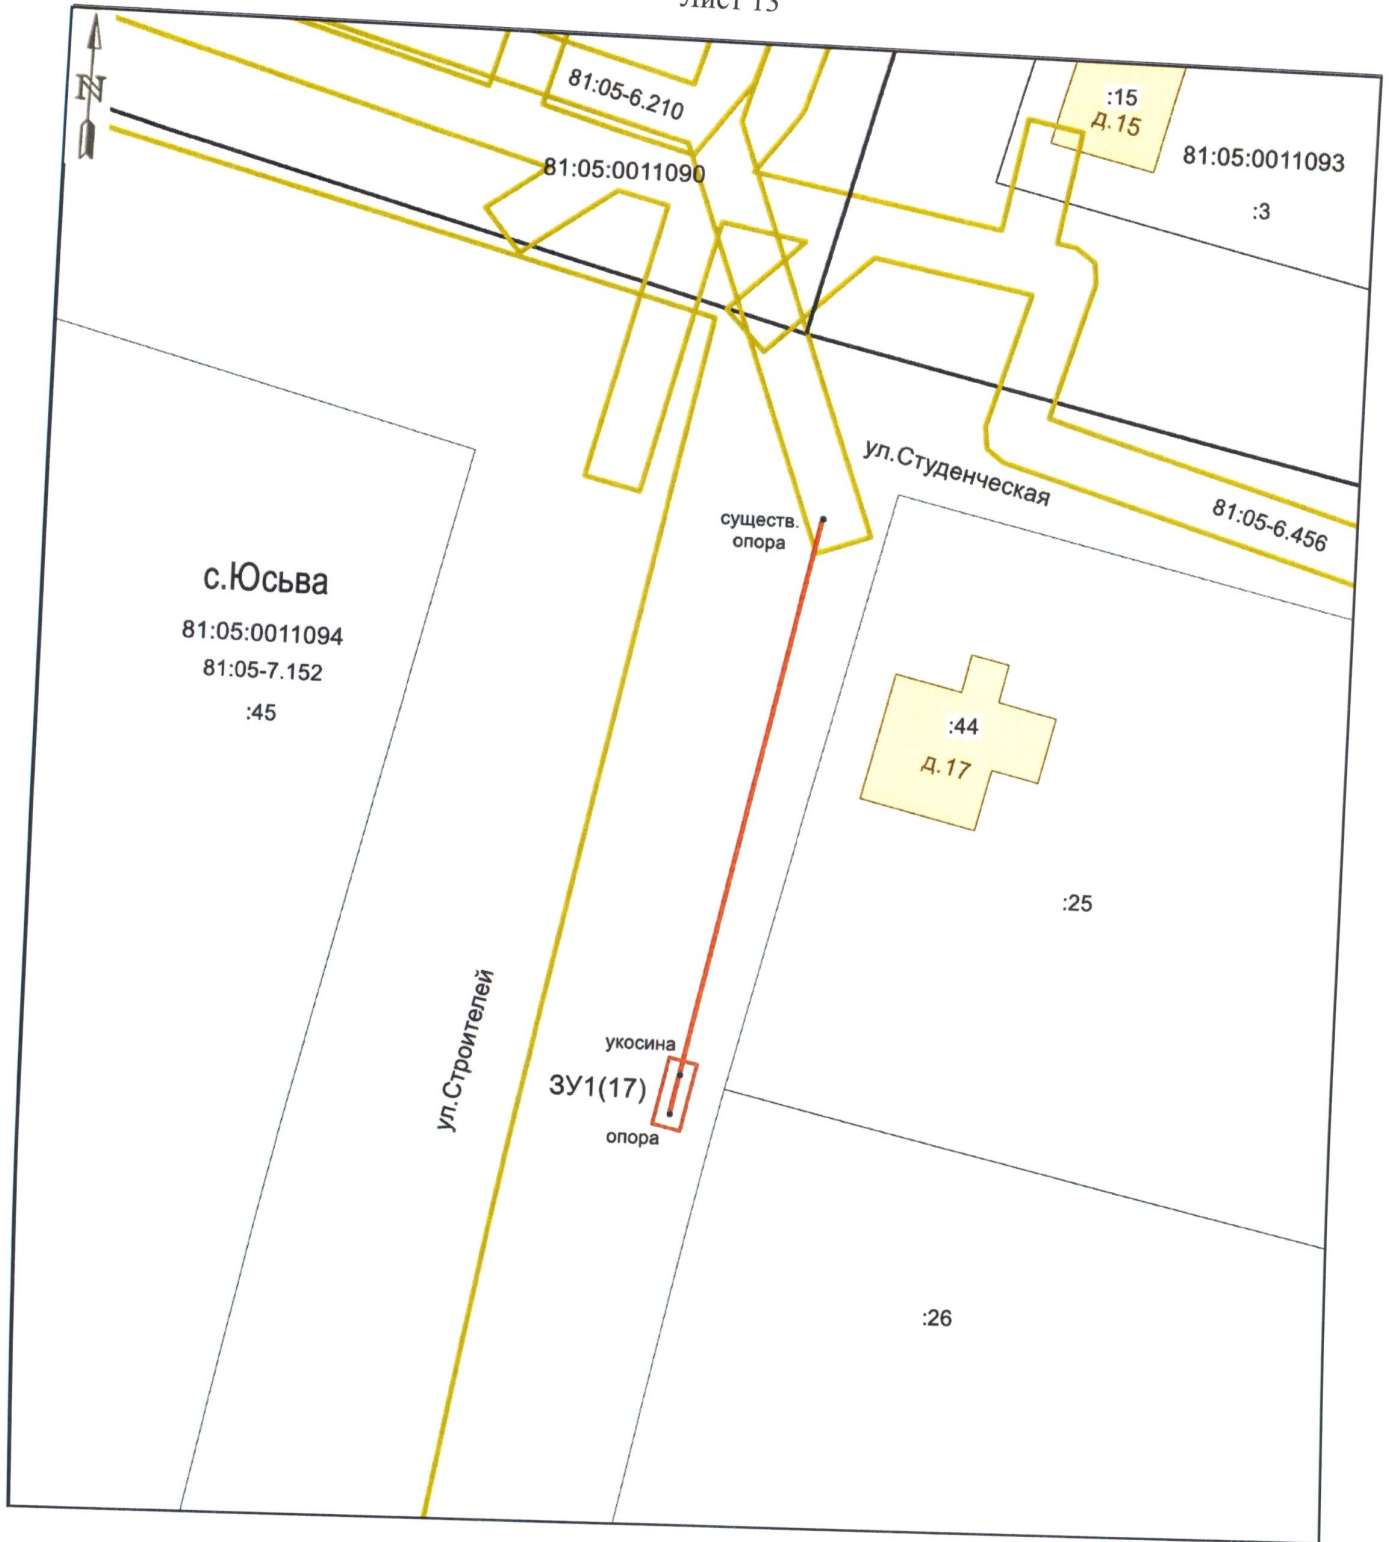 Лист 13
N
81:05-6.210
:15
д.15
81:05:0011093
81:05:0011090
:3
ул.Студенческая
81:05-6.456
существ.
опора
с.Юсьва
81:05:0011094
81:05-7.152
:45
:44
д.17
:25
ул.Строителей
укосина
ЗУ1(17)
опора
:26